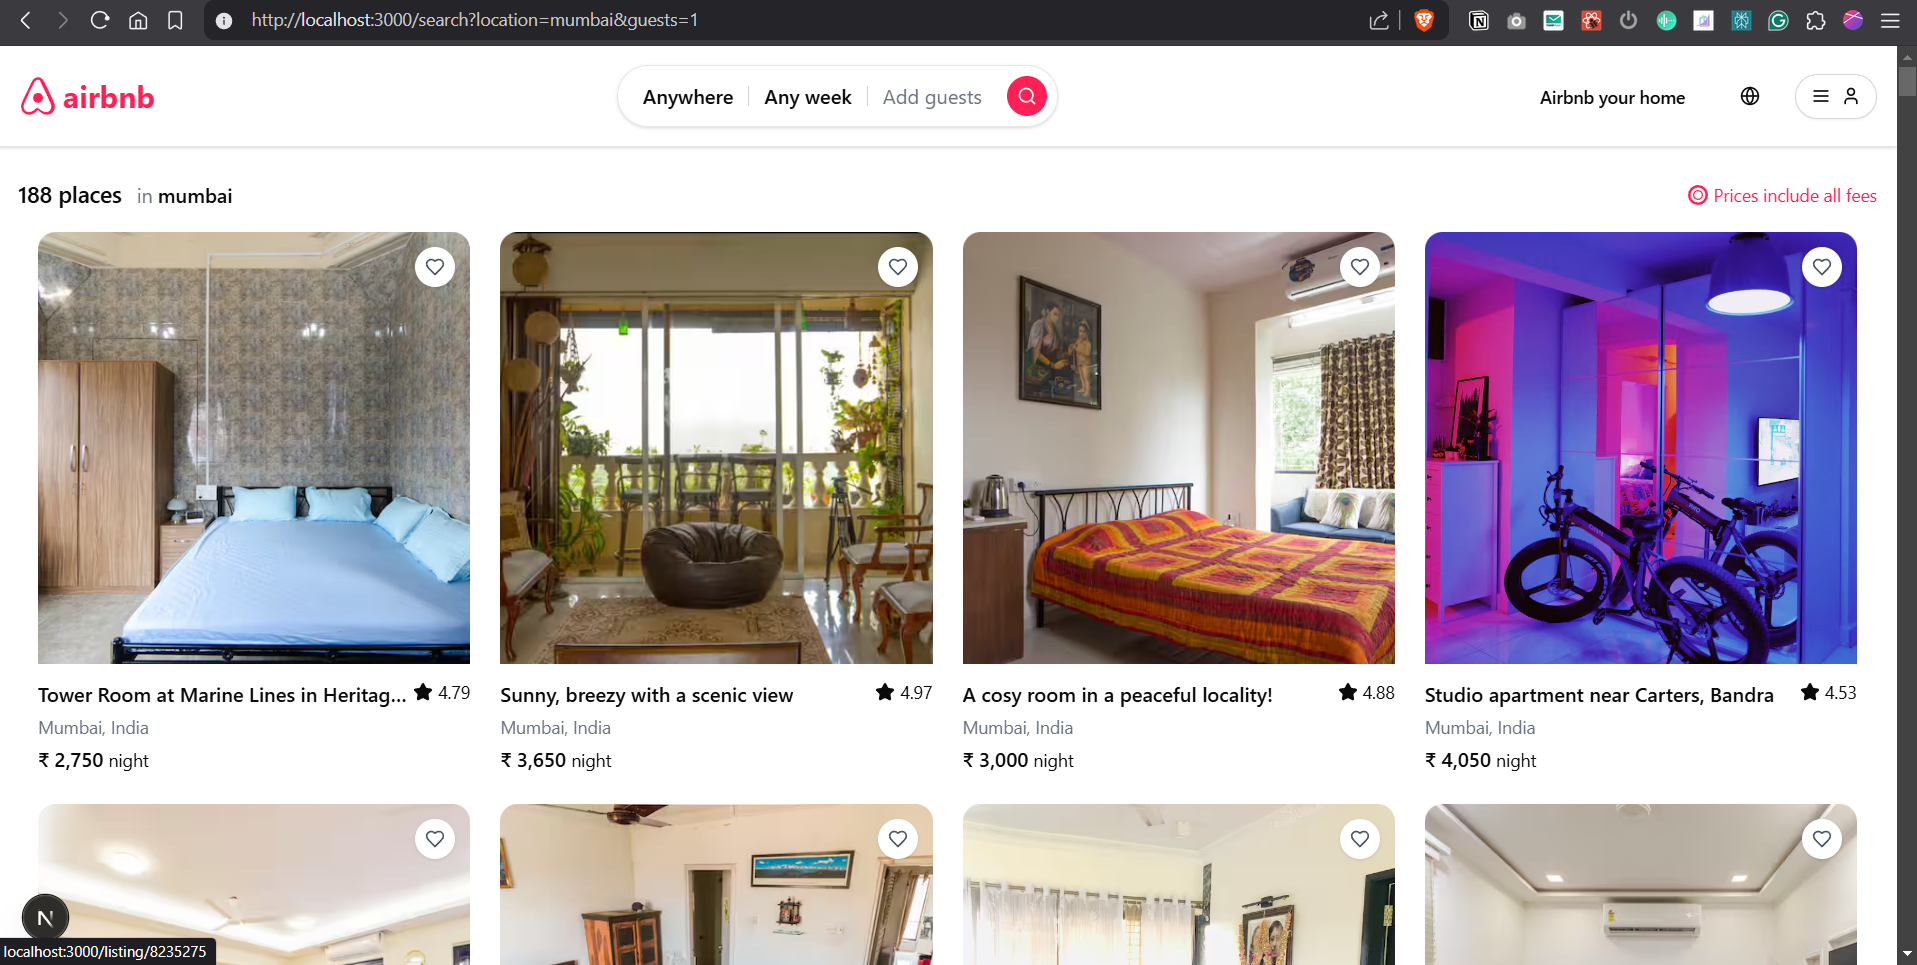 http://localhost:3000/search?location=mumbai&guests=1
airbnb
Anywhere Any week Add guests
Airbnb your home
188 places in mumbai
Prices include all fees
Tower Room at Marine Lines in Heritag... 4.79
Mumbai, India
₹ 2,750 night
Sunny, breezy with a scenic view 4.97
Mumbai, India
₹ 3,650 night
A cosy room in a peaceful locality! 4.88
Mumbai, India
₹ 3,000 night
Studio apartment near Carters, Bandra 4.53
Mumbai, India
₹ 4,050 night
N
localhost:3000/listing/8235275